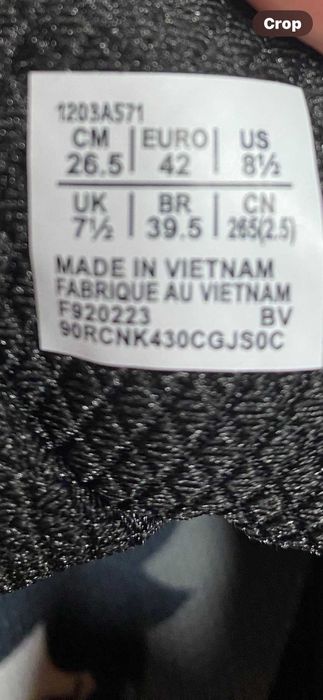 Crop
1203A571
CM | EURO | US
26.5 | 42 | 8½
UK | BR | CN
7½ | 39.5 | 265(2.5)
MADE IN VIETNAM
FABRIQUE AU VIETNAM
F920223 BV
90RCNK430CGJS0C